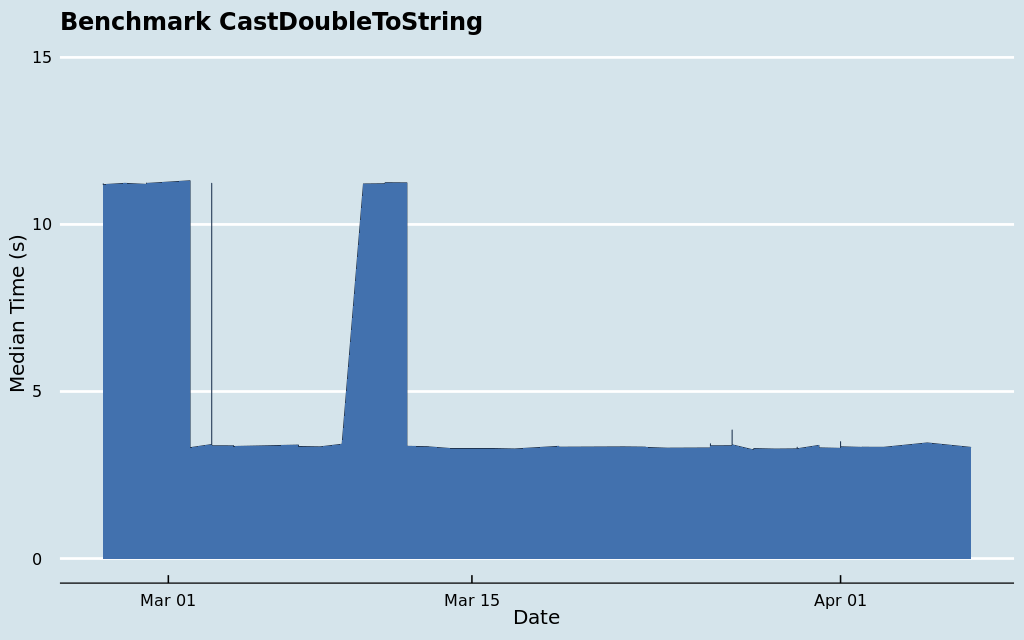 Benchmark CastDoubleToString
15
10
5
0
Median Time (s)
Mar 01
Mar 15
Apr 01
Date